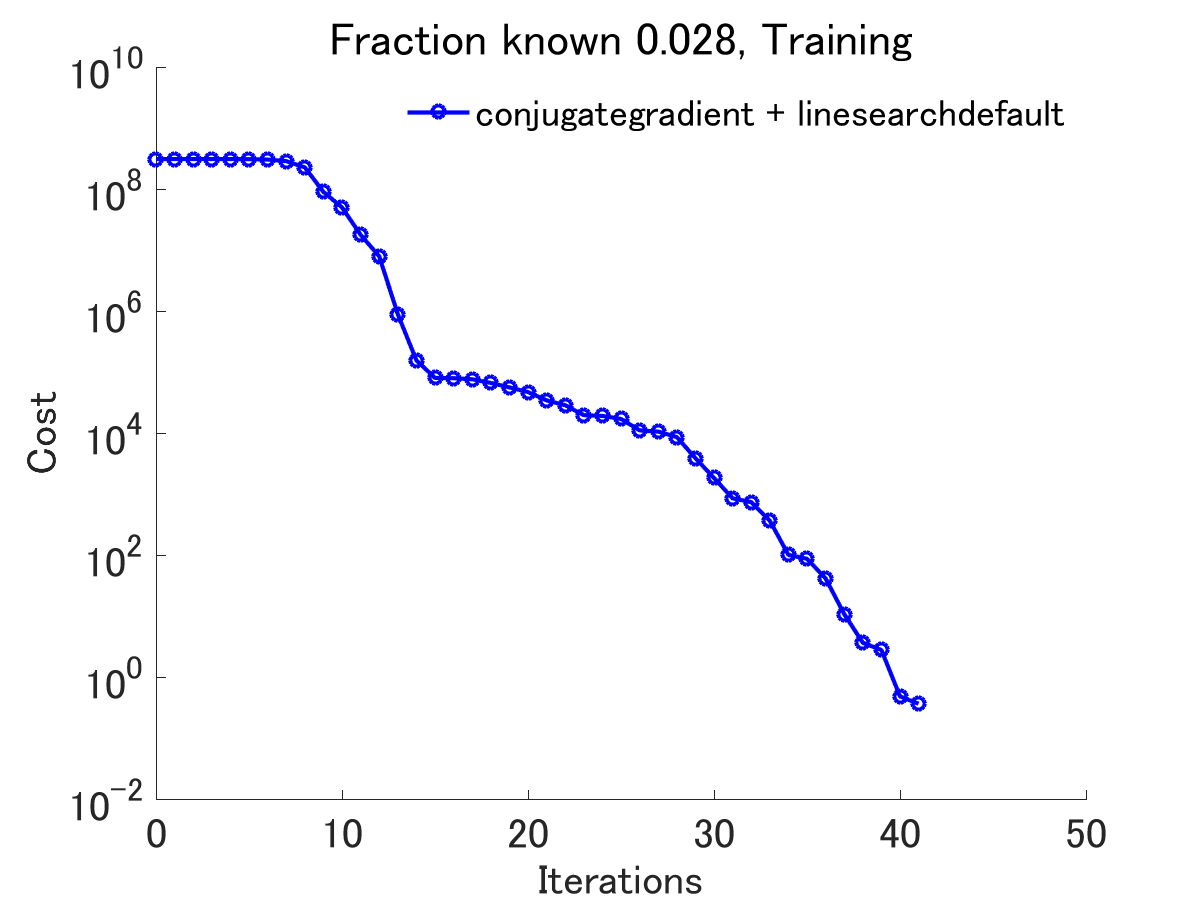 Fraction known 0.028, Training
conjugategradient + linesearchdefault
10^10
10^8
10^6
10^4
10^2
10^0
10^-2
Cost
0 10 20 30 40 50
Iterations